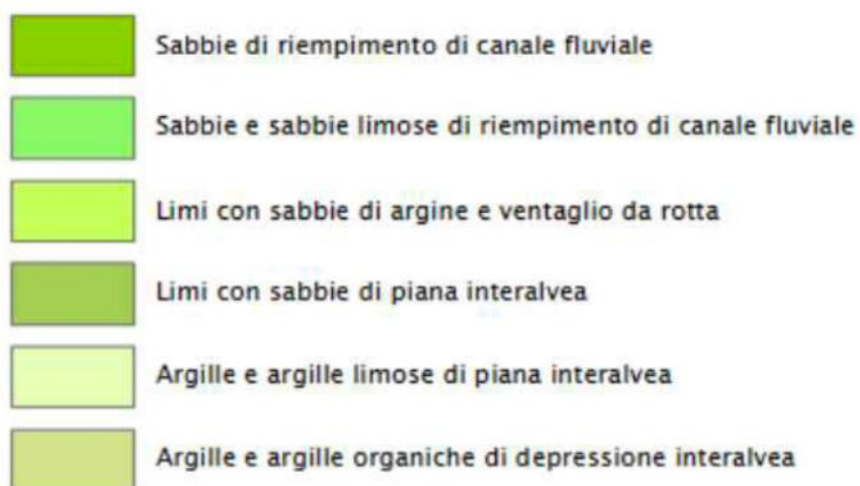 Sabbie di riempimento di canale fluviale
Sabbie e sabbie limose di riempimento di canale fluviale
Limi con sabbie di argine e ventaglio da rotta
Limi con sabbie di piana interalvea
Argille e argille limose di piana interalvea
Argille e argille organiche di depressione interalvea